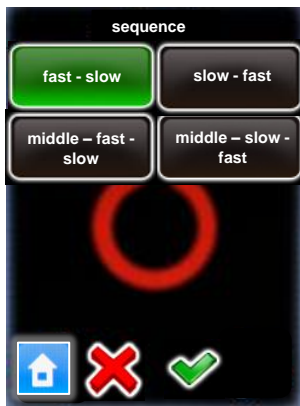 sequence
fast - slow
slow - fast
middle – fast -
slow
middle – slow -
fast